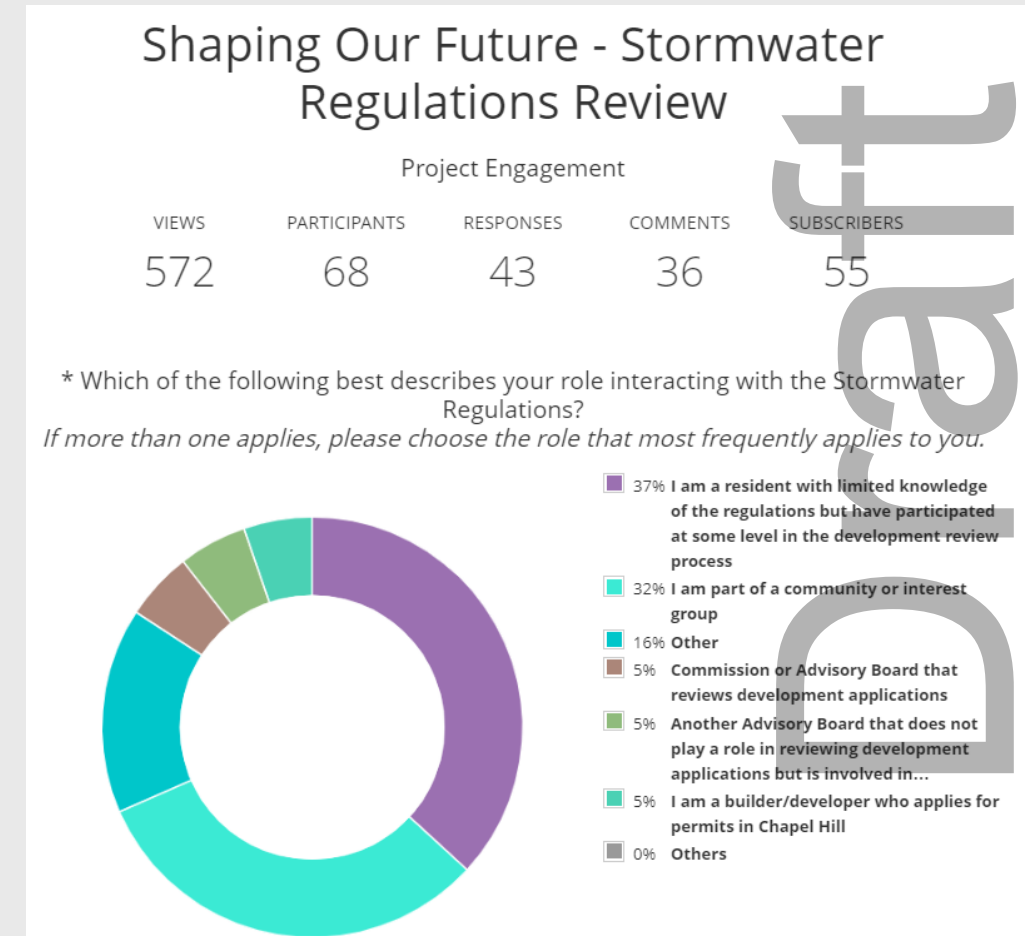 Shaping Our Future - Stormwater
Regulations Review
Project Engagement
VIEWS PARTICIPANTS RESPONSES COMMENTS SUBSCRIBERS
572 68 43 36 55
* Which of the following best describes your role interacting with the Stormwater
Regulations?
If more than one applies, please choose the role that most frequently applies to you.
37% I am a resident with limited knowledge
of the regulations but have participated
at some level in the development review
process
32% I am part of a community or interest
group
16% Other
5% Commission or Advisory Board that
reviews development applications
5% Another Advisory Board that does not
play a role in reviewing development
applications but is involved in...
5% I am a builder/developer who applies for
permits in Chapel Hill
0% Others
Draft